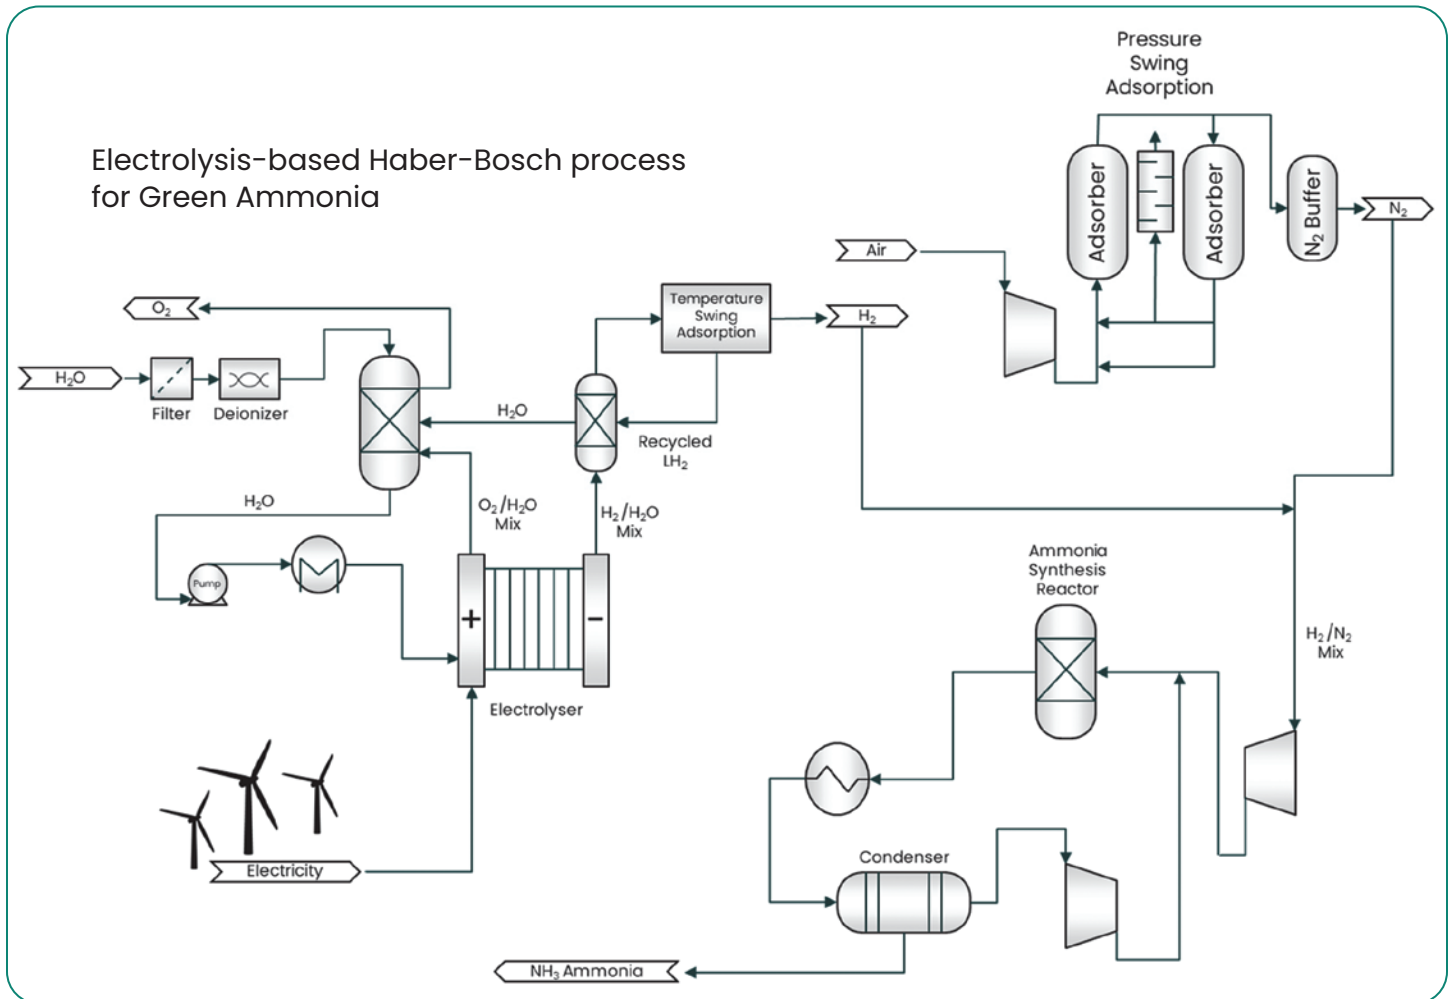 Pressure
Swing
Adsorption
Electrolysis-based Haber-Bosch process
for Green Ammonia
Adsorber
Adsorber
N₂ Buffer
N₂
Air
O₂
Temperature
Swing
Adsorption
H₂
H₂O
Filter
Deionizer
H₂O
Recycled
LH₂
H₂O
O₂/H₂O
Mix
H₂/H₂O
Mix
Pump
+
−
Electrolyser
Ammonia
Synthesis
Reactor
H₂/N₂
Mix
Electricity
Condenser
NH₃ Ammonia